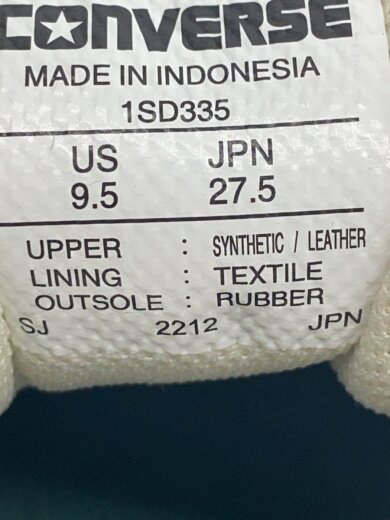 CONVERSE
MADE IN INDONESIA
1SD335
US JPN
9.5 27.5
UPPER : SYNTHETIC / LEATHER
LINING : TEXTILE
OUTSOLE : RUBBER
SJ 2212 JPN